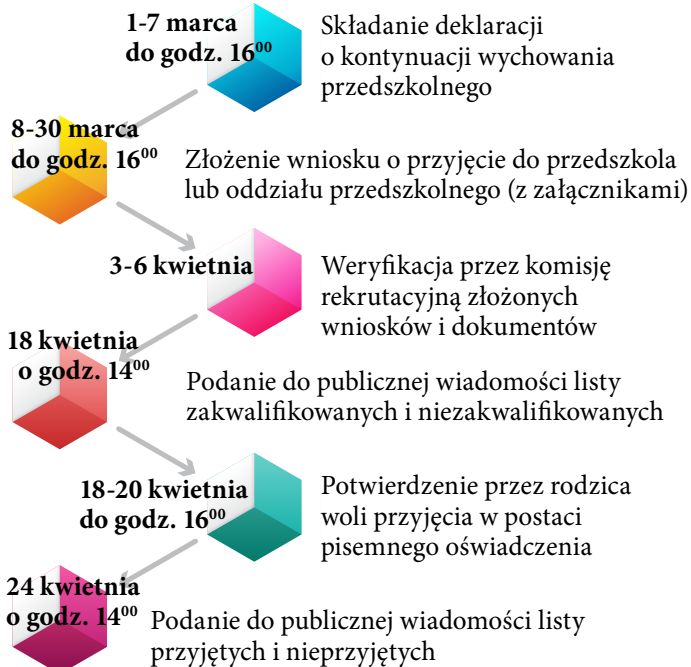 1-7 marca
do godz. 16⁰⁰
Składanie deklaracji
o kontynuacji wychowania
przedszkolnego
8-30 marca
do godz. 16⁰⁰
Złożenie wniosku o przyjęcie do przedszkola
lub oddziału przedszkolnego (z załącznikami)
3-6 kwietnia
Weryfikacja przez komisję
rekrutacyjną złożonych
wniosków i dokumentów
18 kwietnia
o godz. 14⁰⁰
Podanie do publicznej wiadomości listy
zakwalifikowanych i niezakwalifikowanych
18-20 kwietnia
do godz. 16⁰⁰
Potwierdzenie przez rodzica
woli przyjęcia w postaci
pisemnego oświadczenia
24 kwietnia
o godz. 14⁰⁰
Podanie do publicznej wiadomości listy
przyjętych i nieprzyjętych